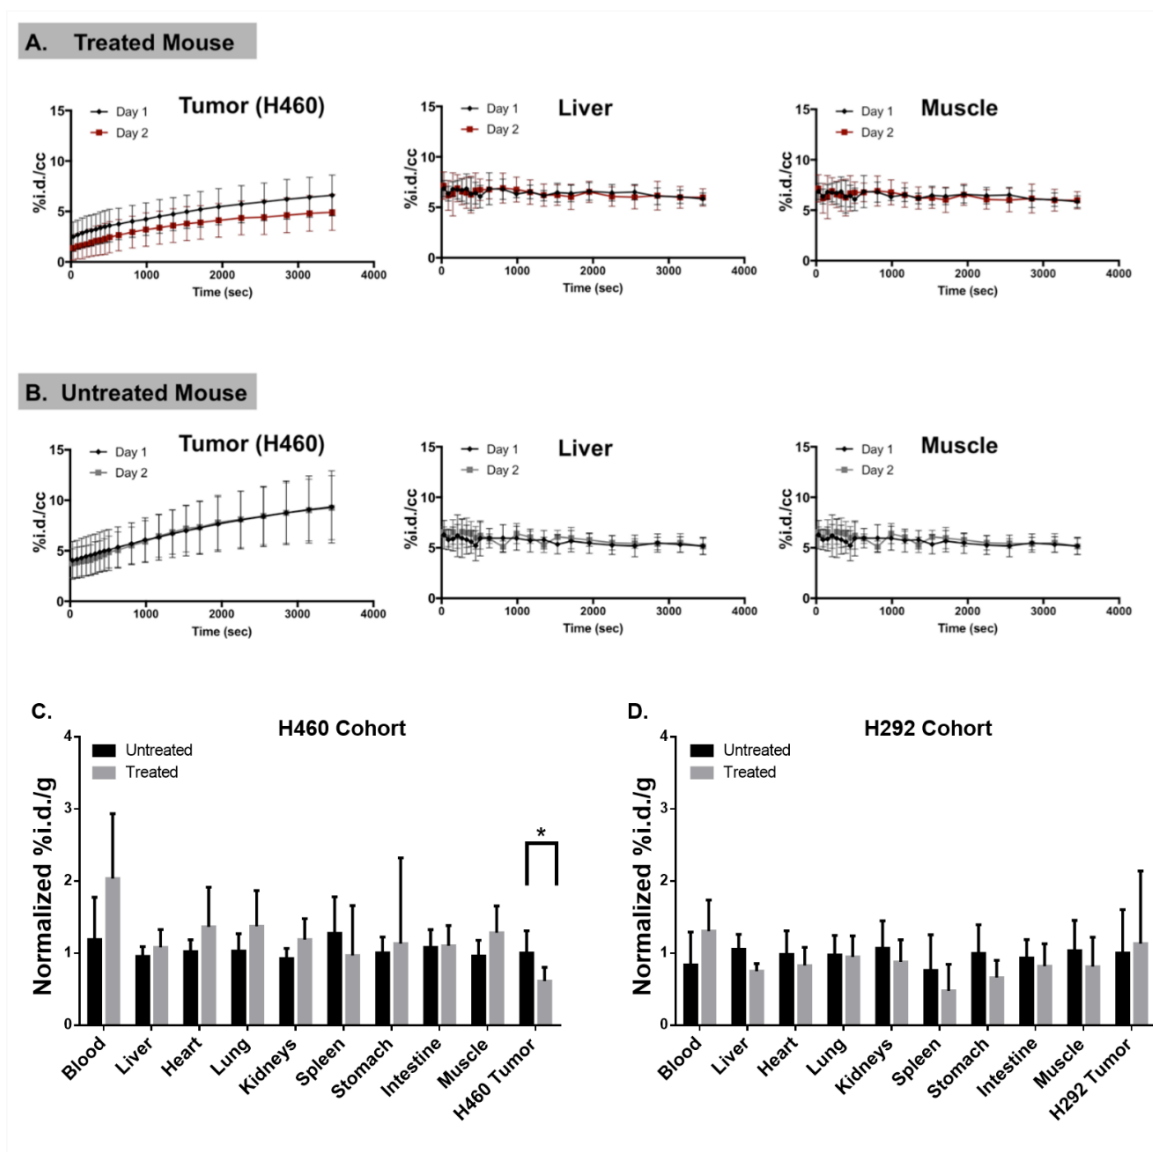 A. Treated Mouse
Tumor (H460)
Day 1
Day 2
%i.d./cc
15
10
5
0
0 1000 2000 3000 4000
Time (sec)
Liver
Day 1
Day 2
%i.d./cc
15
10
5
0
0 1000 2000 3000 4000
Time (sec)
Muscle
Day 1
Day 2
%i.d./cc
15
10
5
0
0 1000 2000 3000 4000
Time (sec)
B. Untreated Mouse
Tumor (H460)
Day 1
Day 2
%i.d./cc
15
10
5
0
0 1000 2000 3000 4000
Time (sec)
Liver
Day 1
Day 2
%i.d./cc
15
10
5
0
0 1000 2000 3000 4000
Time (sec)
Muscle
Day 1
Day 2
%i.d./cc
15
10
5
0
0 1000 2000 3000 4000
Time (sec)
C.
H460 Cohort
Untreated
Treated
Normalized %i.d./g
4
3
2
1
0
*
Blood
Liver
Heart
Lung
Kidneys
Spleen
Stomach
Intestine
Muscle
H460 Tumor
D.
H292 Cohort
Untreated
Treated
Normalized %i.d./g
4
3
2
1
0
Blood
Liver
Heart
Lung
Kidneys
Spleen
Stomach
Intestine
Muscle
H292 Tumor